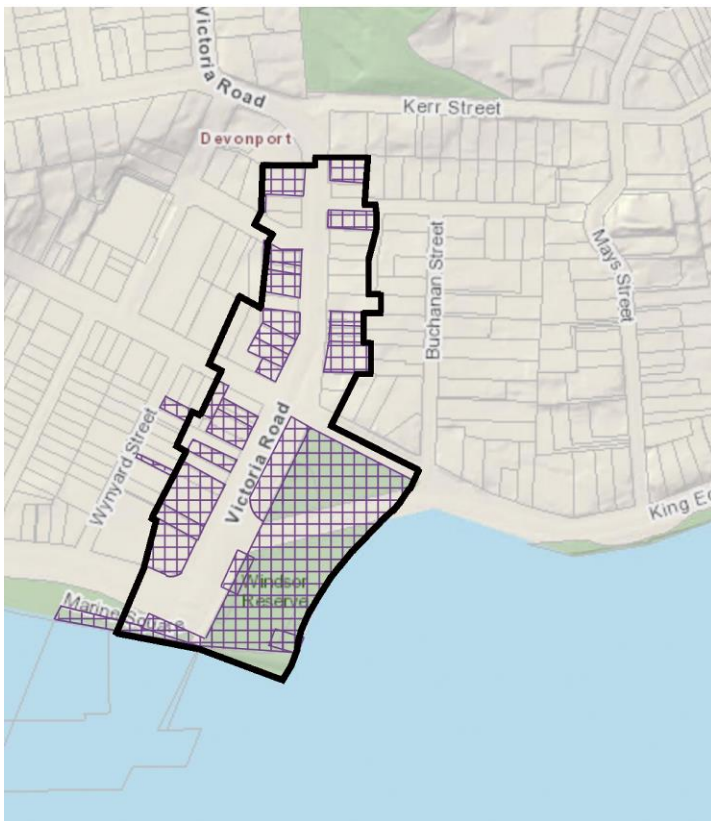 Victoria
Road
Kerr Street
Devonport
Mays Street
Buchanan Street
Victoria Road
Wynyard Street
King Ed
Windsor
Reserve
Marine Square